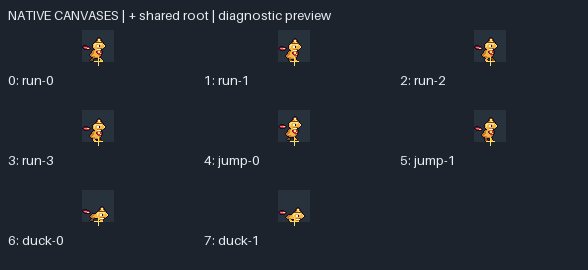 NATIVE CANVASES | + shared root | diagnostic preview
0: run-0
1: run-1
2: run-2
3: run-3
4: jump-0
5: jump-1
6: duck-0
7: duck-1